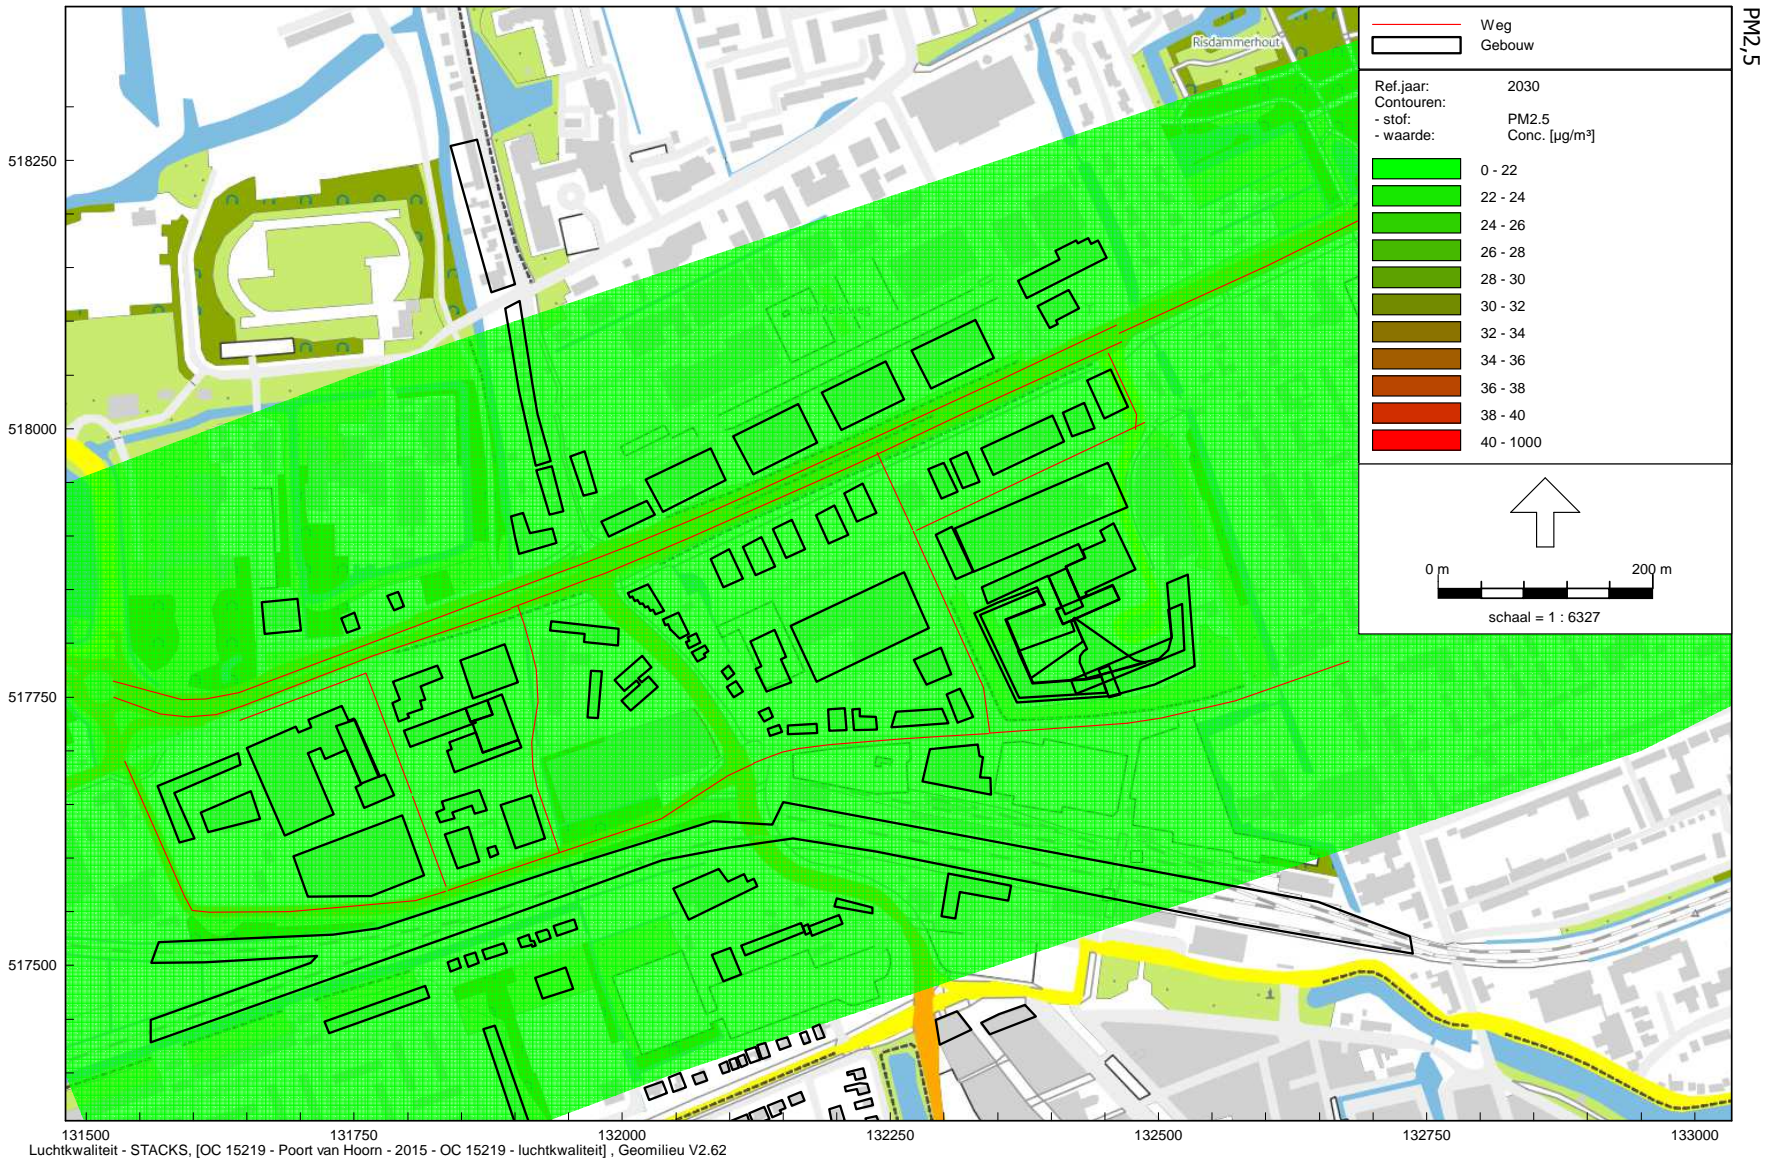 PM2,5
Weg
Gebouw
Risdammerhout
Ref.jaar: 2030
Contouren:
- stof: PM2.5
- waarde: Conc. [µg/m³]
0 - 22
22 - 24
24 - 26
26 - 28
28 - 30
30 - 32
32 - 34
34 - 36
36 - 38
38 - 40
40 - 1000
0 m 200 m
schaal = 1 : 6327
518250
518000
517750
517500
131500 131750 132000 132250 132500 132750 133000
Luchtkwaliteit - STACKS, [OC 15219 - Poort van Hoorn - 2015 - OC 15219 - luchtkwaliteit] , Geomilieu V2.62